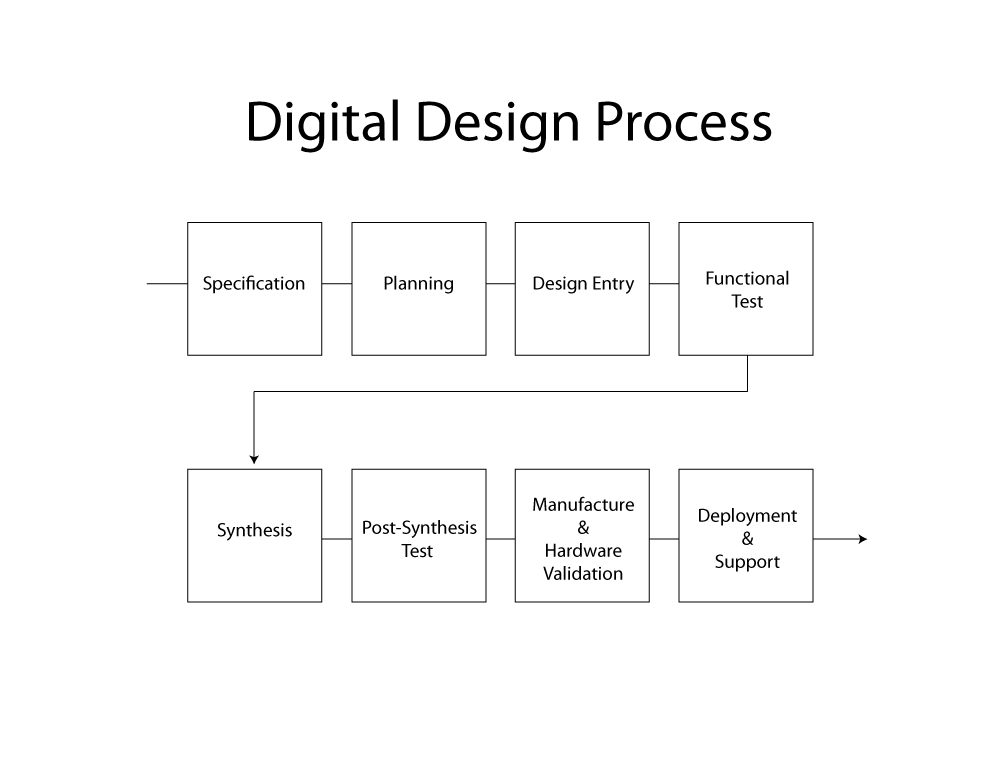 Digital Design Process
Specification
Planning
Design Entry
Functional
Test
Synthesis
Post-Synthesis
Test
Manufacture
&
Hardware
Validation
Deployment
&
Support